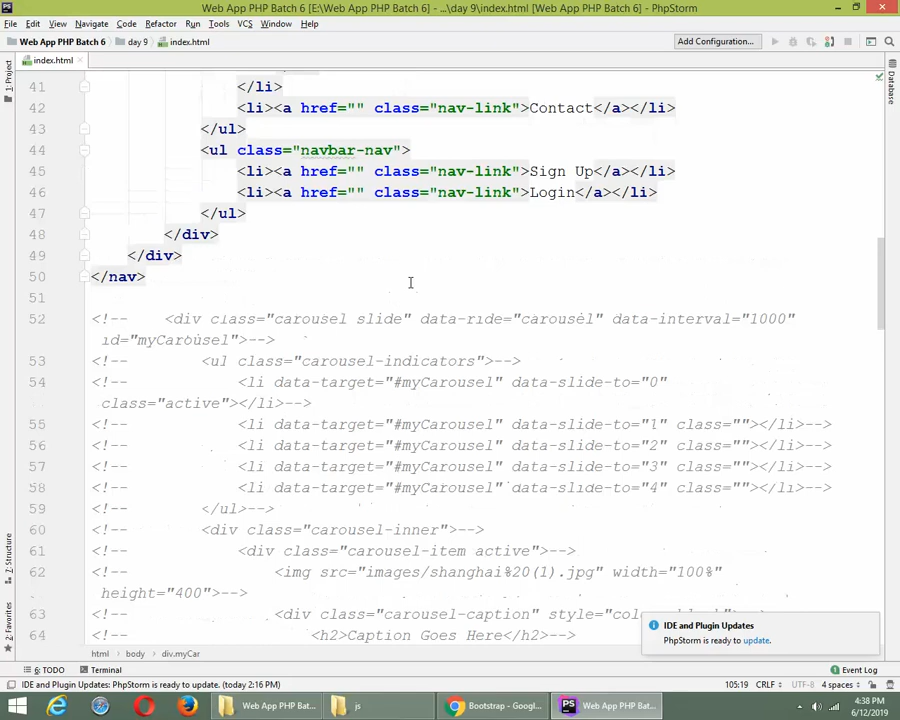 Web App PHP Batch 6 [E:\Web App PHP Batch 6] - ...\day 9\index.html [Web App PHP Batch 6] - PhpStorm
File Edit View Navigate Code Refactor Run Tools VCS Window Help
Web App PHP Batch 6 day 9 index.html Add Configuration...
index.html
1: Project
Database
41 </li>
42 <li><a href="" class="nav-link">Contact</a></li>
43 </ul>
44 <ul class="navbar-nav">
45 <li><a href="" class="nav-link">Sign Up</a></li>
46 <li><a href="" class="nav-link">Login</a></li>
47 </ul>
48 </div>
49 </div>
50 </nav>
51
52 <!-- <div class="carousel slide" data-ride="carousel" data-interval="1000"
id="myCarousel">-->
53 <!-- <ul class="carousel-indicators">-->
54 <!-- <li data-target="#myCarousel" data-slide-to="0"
class="active"></li>-->
55 <!-- <li data-target="#myCarousel" data-slide-to="1" class=""></li>-->
56 <!-- <li data-target="#myCarousel" data-slide-to="2" class=""></li>-->
57 <!-- <li data-target="#myCarousel" data-slide-to="3" class=""></li>-->
58 <!-- <li data-target="#myCarousel" data-slide-to="4" class=""></li>-->
59 <!-- </ul>-->
60 <!-- <div class="carousel-inner">-->
61 <!-- <div class="carousel-item active">-->
62 <!-- <img src="images/shanghai%20(1).jpg" width="100%"
height="400">-->
63 <!-- <div class="carousel-caption" style="color:
64 <!-- <h2>Caption Goes Here</h2>-->
7: Structure
2: Favorites
IDE and Plugin Updates
PhpStorm is ready to update.
html body div.myCar
6: TODO Terminal Event Log
IDE and Plugin Updates: PhpStorm is ready to update. (today 2:16 PM) 105:19 CRLF UTF-8 4 spaces
Web App PHP Bat... js Bootstrap - Googl... Web App PHP Bat...
4:38 PM
6/12/2019